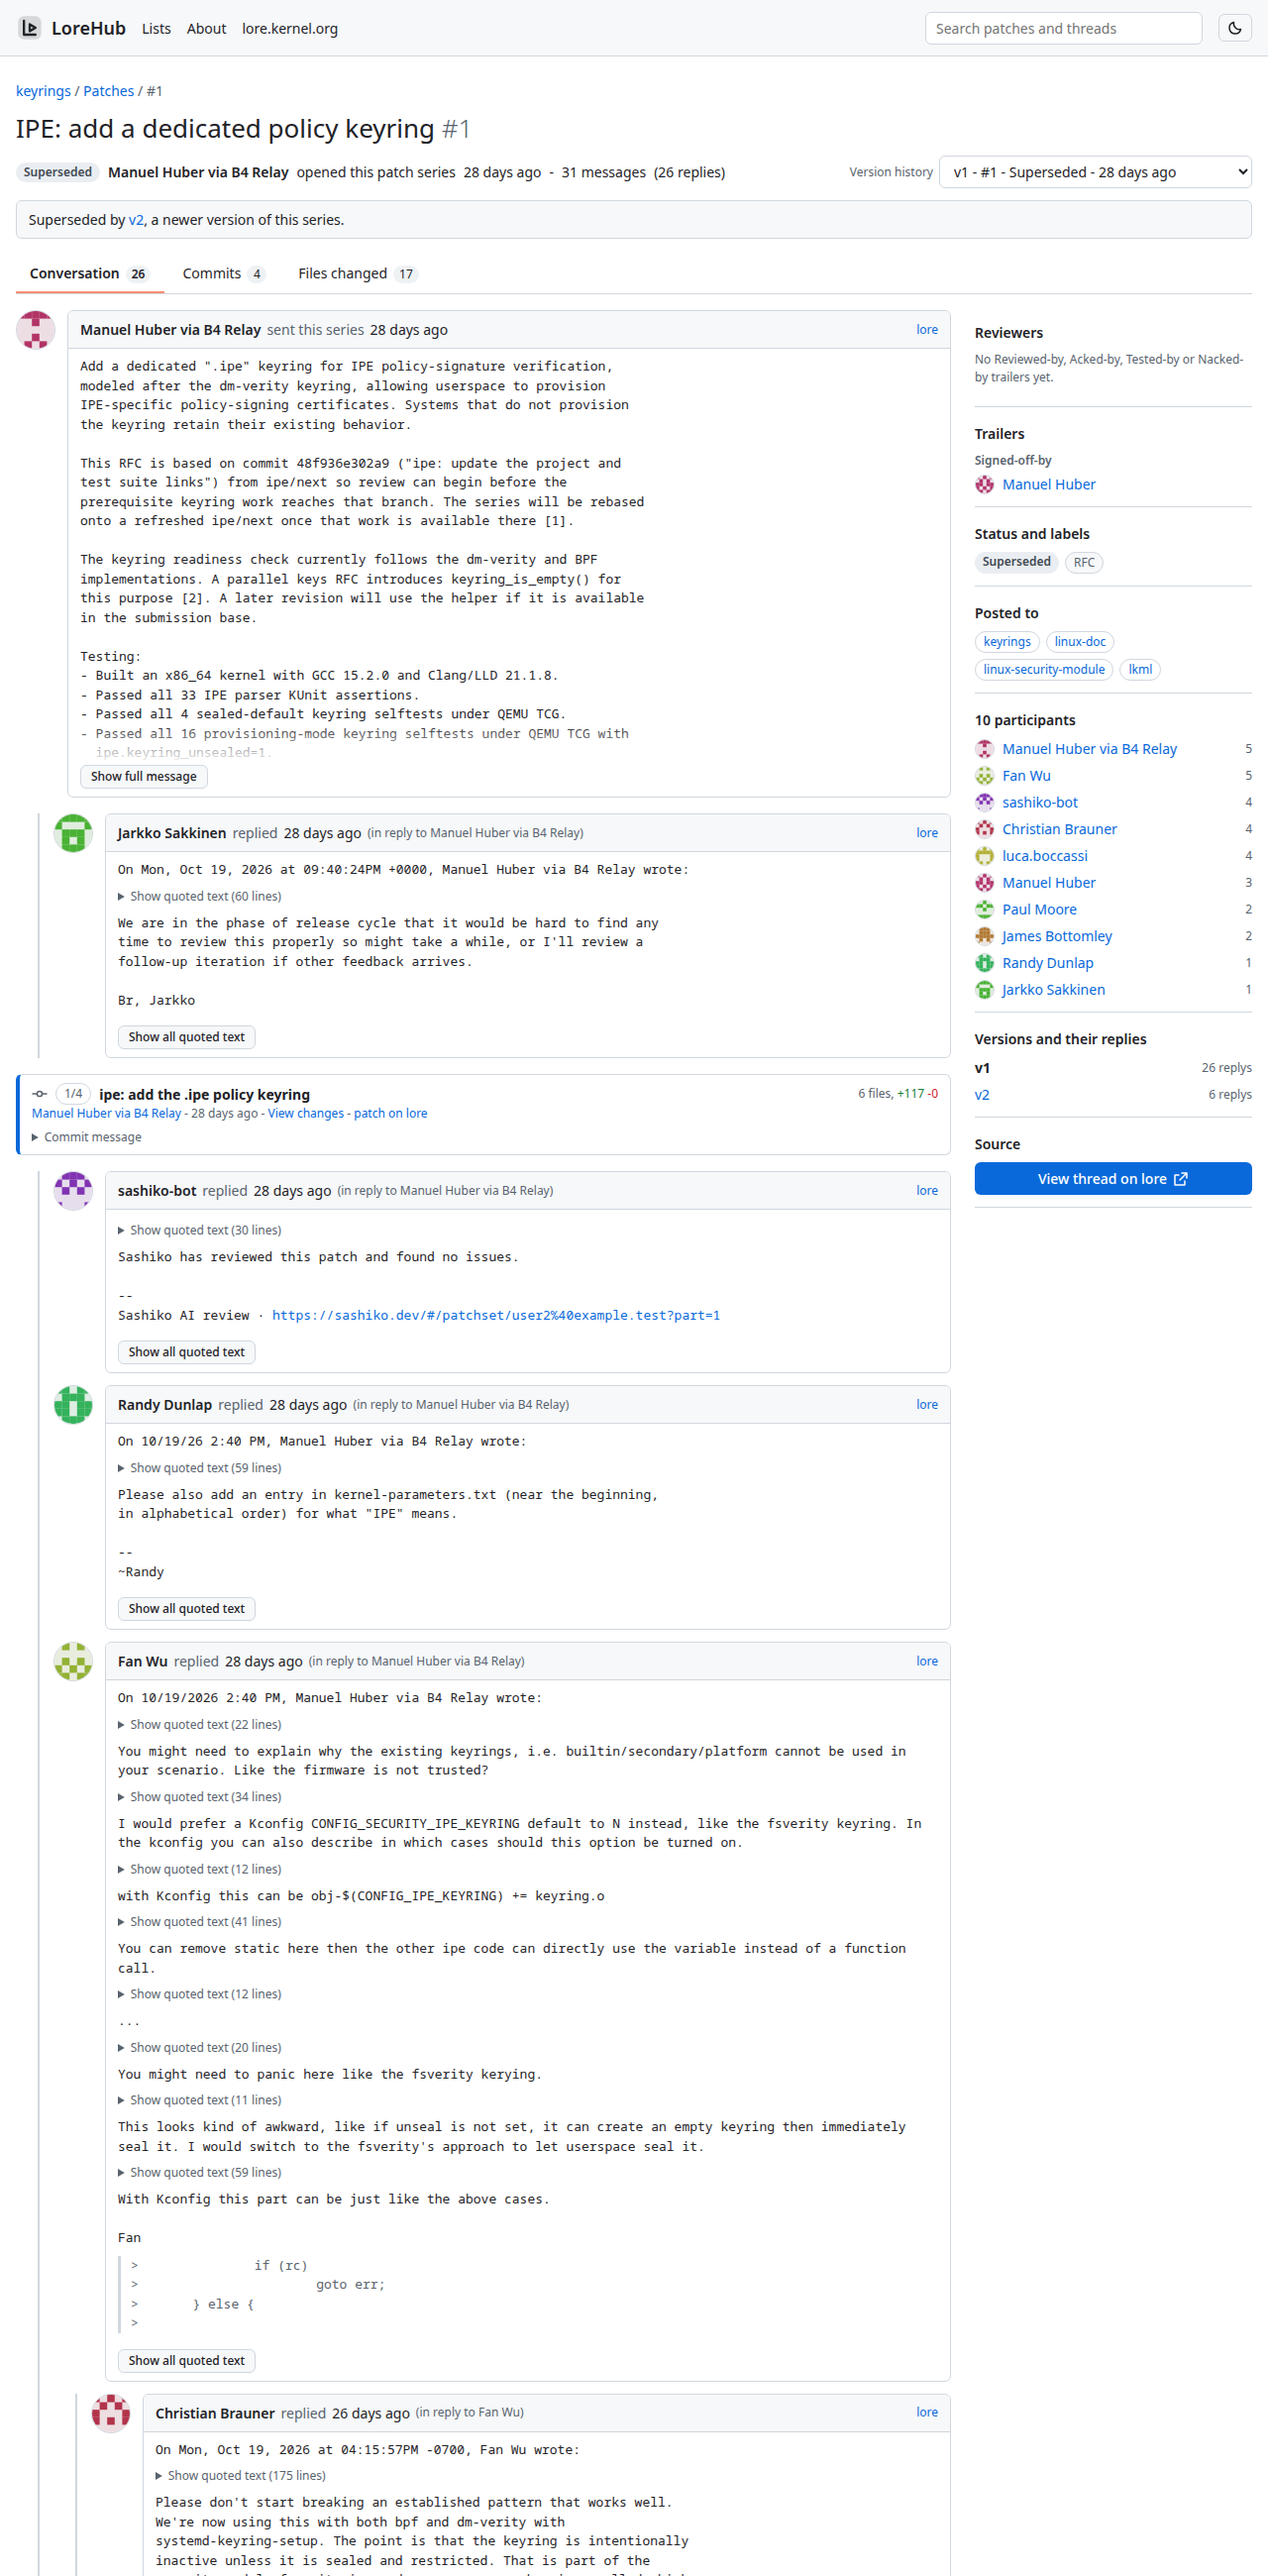 LoreHub Lists About lore.kernel.org Search patches and threads
keyrings / Patches / #1
IPE: add a dedicated policy keyring #1
Superseded Manuel Huber via B4 Relay opened this patch series 28 days ago - 31 messages (26 replies) Version history v1 - #1 - Superseded - 28 days ago
Superseded by v2, a newer version of this series.
Conversation 26 Commits 4 Files changed 17
Manuel Huber via B4 Relay sent this series 28 days ago lore
Add a dedicated ".ipe" keyring for IPE policy-signature verification,
modeled after the dm-verity keyring, allowing userspace to provision
IPE-specific policy-signing certificates. Systems that do not provision
the keyring retain their existing behavior.
This RFC is based on commit 48f936e302a9 ("ipe: update the project and
test suite links") from ipe/next so review can begin before the
prerequisite keyring work reaches that branch. The series will be rebased
onto a refreshed ipe/next once that work is available there [1].
The keyring readiness check currently follows the dm-verity and BPF
implementations. A parallel keys RFC introduces keyring_is_empty() for
this purpose [2]. A later revision will use the helper if it is available
in the submission base.
Testing:
- Built an x86_64 kernel with GCC 15.2.0 and Clang/LLD 21.1.8.
- Passed all 33 IPE parser KUnit assertions.
- Passed all 4 sealed-default keyring selftests under QEMU TCG.
- Passed all 16 provisioning-mode keyring selftests under QEMU TCG with
ipe.keyring_unsealed=1.
Show full message
Jarkko Sakkinen replied 28 days ago (in reply to Manuel Huber via B4 Relay) lore
On Mon, Oct 19, 2026 at 09:40:24PM +0000, Manuel Huber via B4 Relay wrote:
Show quoted text (60 lines)
We are in the phase of release cycle that it would be hard to find any
time to review this properly so might take a while, or I'll review a
follow-up iteration if other feedback arrives.
Br, Jarkko
Show all quoted text
1/4 ipe: add the .ipe policy keyring 6 files, +117 -0
Manuel Huber via B4 Relay - 28 days ago - View changes - patch on lore
Commit message
sashiko-bot replied 28 days ago (in reply to Manuel Huber via B4 Relay) lore
Show quoted text (30 lines)
Sashiko has reviewed this patch and found no issues.
--
Sashiko AI review · https://sashiko.dev/#/patchset/user2%40example.test?part=1
Show all quoted text
Randy Dunlap replied 28 days ago (in reply to Manuel Huber via B4 Relay) lore
On 10/19/26 2:40 PM, Manuel Huber via B4 Relay wrote:
Show quoted text (59 lines)
Please also add an entry in kernel-parameters.txt (near the beginning,
in alphabetical order) for what "IPE" means.
--
~Randy
Show all quoted text
Fan Wu replied 28 days ago (in reply to Manuel Huber via B4 Relay) lore
On 10/19/2026 2:40 PM, Manuel Huber via B4 Relay wrote:
Show quoted text (22 lines)
You might need to explain why the existing keyrings, i.e. builtin/secondary/platform cannot be used in
your scenario. Like the firmware is not trusted?
Show quoted text (34 lines)
I would prefer a Kconfig CONFIG_SECURITY_IPE_KEYRING default to N instead, like the fsverity keyring. In
the kconfig you can also describe in which cases should this option be turned on.
Show quoted text (12 lines)
with Kconfig this can be obj-$(CONFIG_IPE_KEYRING) += keyring.o
Show quoted text (41 lines)
You can remove static here then the other ipe code can directly use the variable instead of a function
call.
Show quoted text (12 lines)
...
Show quoted text (20 lines)
You might need to panic here like the fsverity kerying.
Show quoted text (11 lines)
This looks kind of awkward, like if unseal is not set, it can create an empty keyring then immediately
seal it. I would switch to the fsverity's approach to let userspace seal it.
Show quoted text (59 lines)
With Kconfig this part can be just like the above cases.
Fan
> if (rc)
> goto err;
> } else {
>
Show all quoted text
Christian Brauner replied 26 days ago (in reply to Fan Wu) lore
On Mon, Oct 19, 2026 at 04:15:57PM -0700, Fan Wu wrote:
Show quoted text (175 lines)
Please don't start breaking an established pattern that works well.
We're now using this with both bpf and dm-verity with
systemd-keyring-setup. The point is that the keyring is intentionally
inactive unless it is sealed and restricted. That is part of the
Reviewers
No Reviewed-by, Acked-by, Tested-by or Nacked-
by trailers yet.
Trailers
Signed-off-by
Manuel Huber
Status and labels
Superseded RFC
Posted to
keyrings linux-doc
linux-security-module lkml
10 participants
Manuel Huber via B4 Relay 5
Fan Wu 5
sashiko-bot 4
Christian Brauner 4
luca.boccassi 4
Manuel Huber 3
Paul Moore 2
James Bottomley 2
Randy Dunlap 1
Jarkko Sakkinen 1
Versions and their replies
v1 26 replys
v2 6 replys
Source
View thread on lore